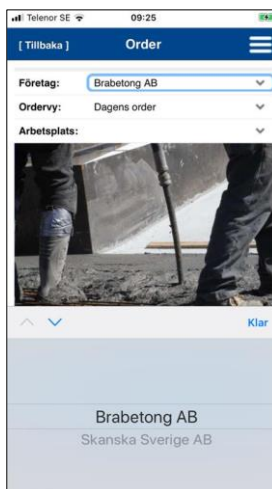 Telenor SE 09:25
[ Tillbaka ] Order
Företag: Brabetong AB
Ordervy: Dagens order
Arbetsplats:
Klar
Brabetong AB
Skanska Sverige AB